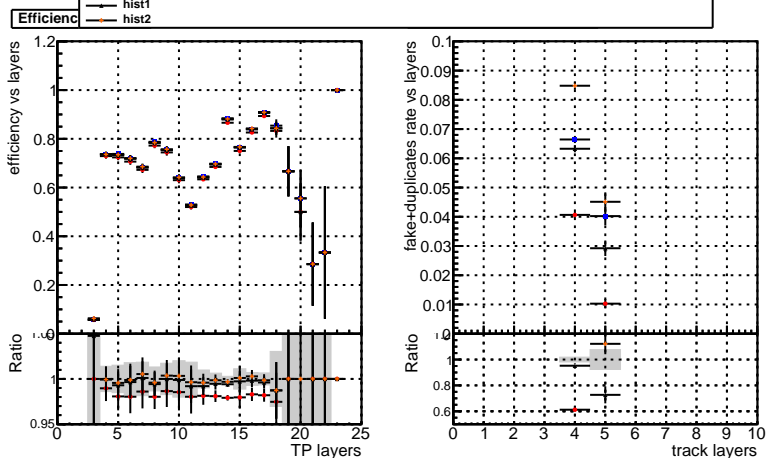 hist1
Efficienc
hist2
efficiency vs layers
1.2
1
0.8
0.6
0.4
0.2
Ratio
1
0.95
0 5 10 15 20 25
TP layers
fake+duplicates rate vs layers
0.1
0.09
0.08
0.07
0.06
0.05
0.04
0.03
0.02
0.01
Ratio
1
0.8
0.6
0 1 2 3 4 5 6 7 8 9 10
track layers